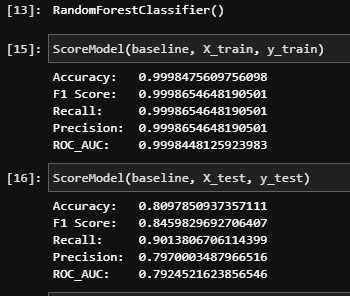 [13]: RandomForestClassifier()
[15]: ScoreModel(baseline, X_train, y_train)
Accuracy: 0.9998475609756098
F1 Score: 0.9998654648190501
Recall: 0.9998654648190501
Precision: 0.9998654648190501
ROC_AUC: 0.9998448125923983
[16]: ScoreModel(baseline, X_test, y_test)
Accuracy: 0.8097850937357111
F1 Score: 0.8459829692706407
Recall: 0.9013806706114399
Precision: 0.7970003487966516
ROC_AUC: 0.7924521623856546